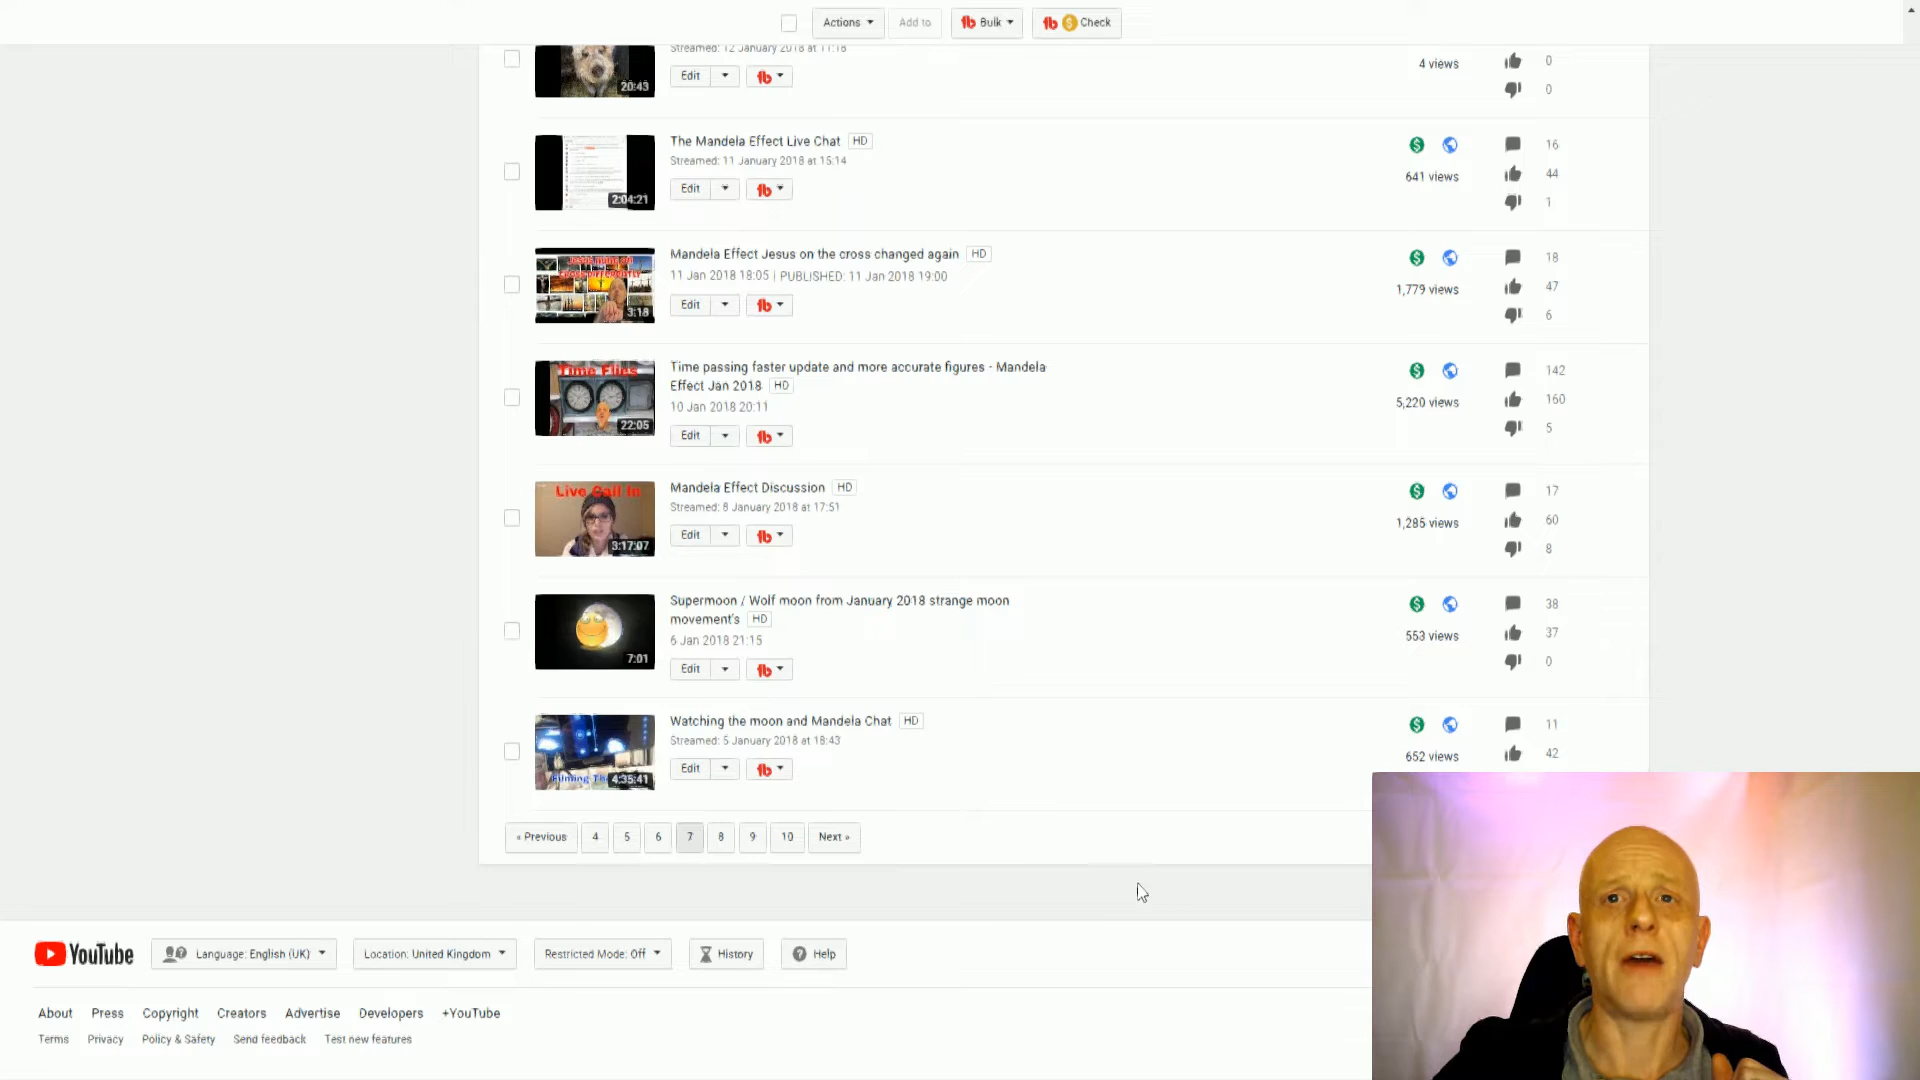 Actions
Add to
Bulk
Check
Streamed: 12 January 2018 at 11:18
20:43
Edit
4 views
0
0
The Mandela Effect Live Chat HD
Streamed: 11 January 2018 at 15:14
2:04:21
Edit
641 views
16
44
1
Mandela Effect Jesus on the cross changed again HD
11 Jan 2018 18:05 | PUBLISHED: 11 Jan 2018 19:00
3:18
Edit
1,779 views
18
47
6
Time Flies
Time passing faster update and more accurate figures - Mandela
Effect Jan 2018 HD
10 Jan 2018 20:11
22:05
Edit
5,220 views
142
160
5
Live Call In
Mandela Effect Discussion HD
Streamed: 8 January 2018 at 17:51
3:17:07
Edit
1,285 views
17
60
8
Supermoon / Wolf moon from January 2018 strange moon
movement's HD
6 Jan 2018 21:15
7:01
Edit
553 views
38
37
0
Watching the moon and Mandela Chat HD
Streamed: 5 January 2018 at 18:43
Filming Th
4:35:41
Edit
652 views
11
42
« Previous 4 5 6 7 8 9 10 Next »
YouTube
Language: English (UK)
Location: United Kingdom
Restricted Mode: Off
History
Help
About Press Copyright Creators Advertise Developers +YouTube
Terms Privacy Policy & Safety Send feedback Test new features